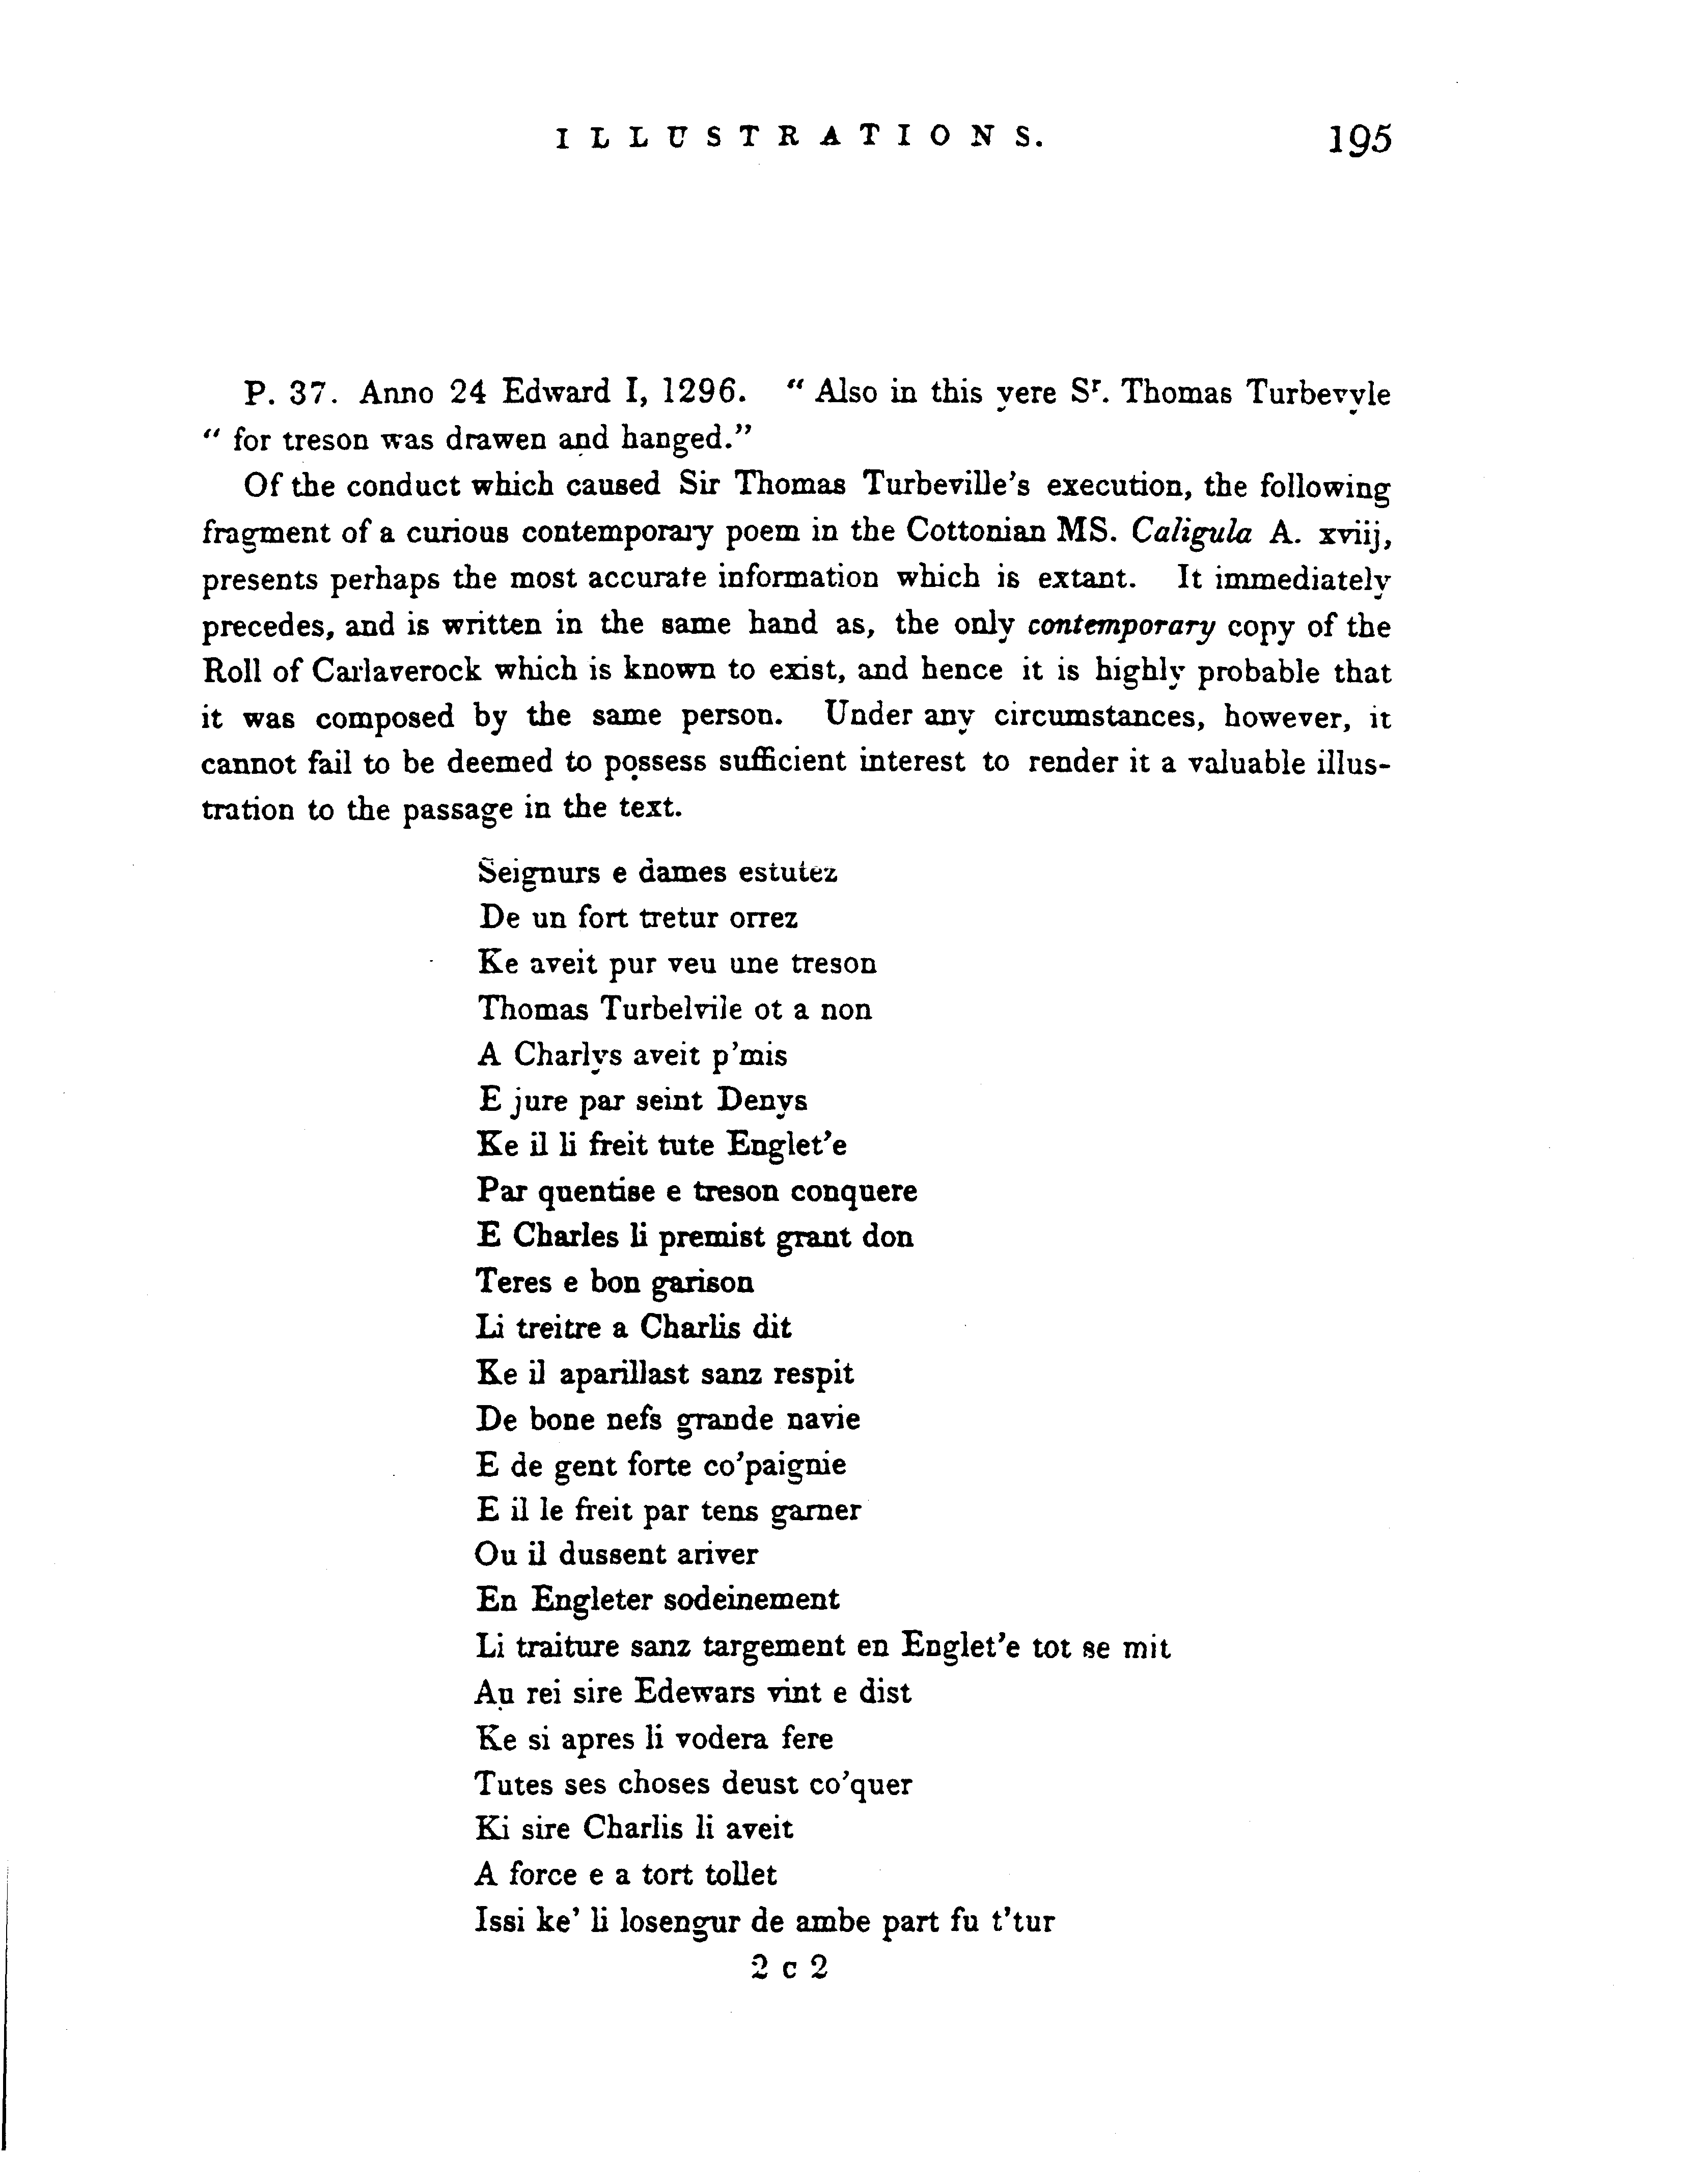 ILLUSTRATIONS. 195
P. 37. Anno 24 Edward I, 1296. “ Also in this yere Sʳ. Thomas Turbevyle
“ for treson was drawen and hanged.”
Of the conduct which caused Sir Thomas Turbeville's execution, the following
fragment of a curious contemporary poem in the Cottonian MS. Caligula A. xviij,
presents perhaps the most accurate information which is extant. It immediately
precedes, and is written in the same hand as, the only contemporary copy of the
Roll of Carlaverock which is known to exist, and hence it is highly probable that
it was composed by the same person. Under any circumstances, however, it
cannot fail to be deemed to possess sufficient interest to render it a valuable illus-
tration to the passage in the text.
Seignurs e dames estutez
De un fort tretur orrez
Ke aveit pur veu une treson
Thomas Turbelvile ot a non
A Charlys aveit p'mis
E jure par seint Denys
Ke il li freit tute Englet'e
Par quentise e treson conquere
E Charles li premist grant don
Teres e bon garison
Li treitre a Charlis dit
Ke il aparillast sanz respit
De bone nefs grande navie
E de gent forte co'paignie
E il le freit par tens garner
Ou il dussent ariver
En Engleter sodeinement
Li traiture sanz targement en Englet'e tot se mit
Au rei sire Edewars vint e dist
Ke si apres li vodera fere
Tutes ses choses deust co'quer
Ki sire Charlis li aveit
A force e a tort tollet
Issi ke' li losengur de ambe part fu t'tur
2 c 2